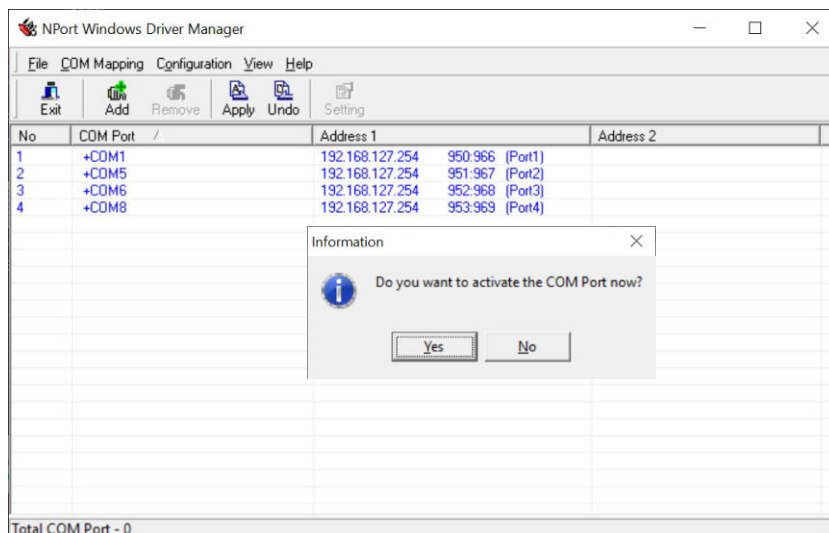 NPort Windows Driver Manager
File COM Mapping Configuration View Help
Exit Add Remove Apply Undo Setting
No COM Port / Address 1 Address 2
1 +COM1 192.168.127.254 950:966 (Port1)
2 +COM5 192.168.127.254 951:967 (Port2)
3 +COM6 192.168.127.254 952:968 (Port3)
4 +COM8 192.168.127.254 953:969 (Port4)
Information
Do you want to activate the COM Port now?
Yes No
Total COM Port - 0